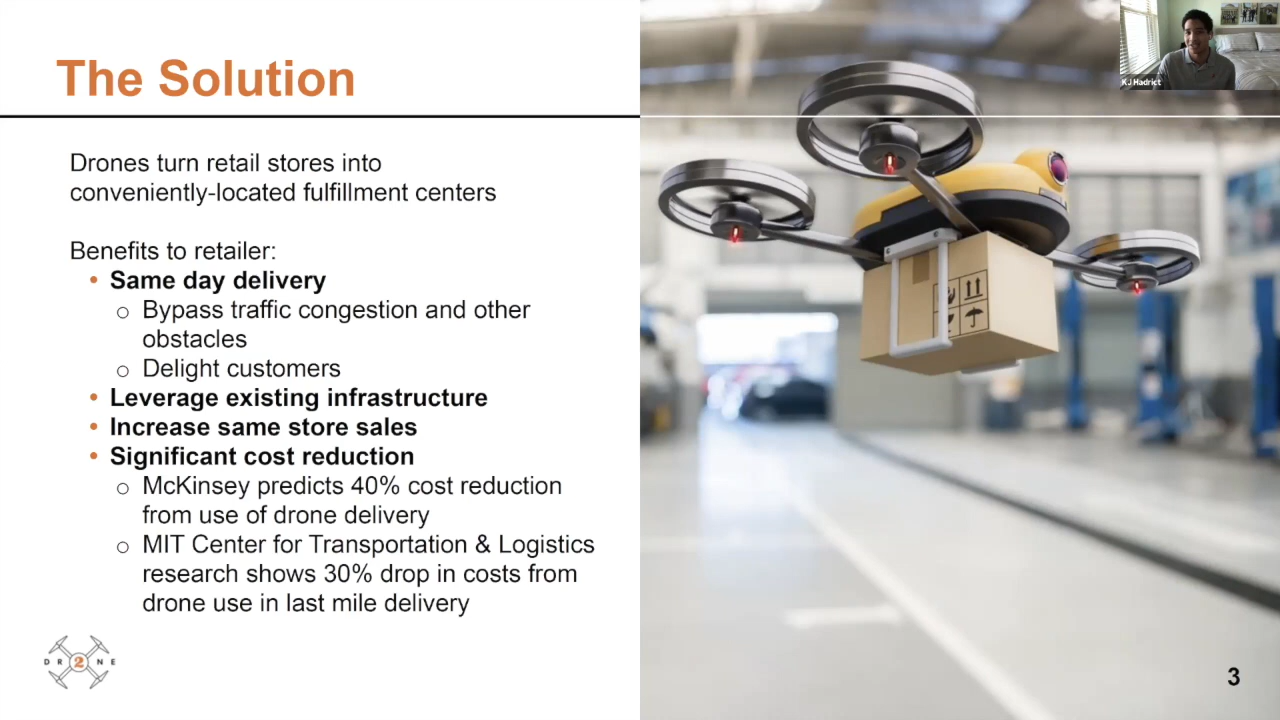 The Solution
Drones turn retail stores into
conveniently-located fulfillment centers
Benefits to retailer:
• Same day delivery
o Bypass traffic congestion and other
obstacles
o Delight customers
• Leverage existing infrastructure
• Increase same store sales
• Significant cost reduction
o McKinsey predicts 40% cost reduction
from use of drone delivery
o MIT Center for Transportation & Logistics
research shows 30% drop in costs from
drone use in last mile delivery
DR2NE
KJ Hadrict
3